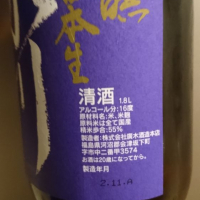 本生
清酒 1.8L
アルコール分:16度
原材料名:米、米麹
原料米は全て国産
精米歩合:55%
製造者:株式会社廣木酒造本店
福島県河沼郡会津坂下町
字市中二番甲3574
お酒は20歳になってから。
製造年月
2.11.A